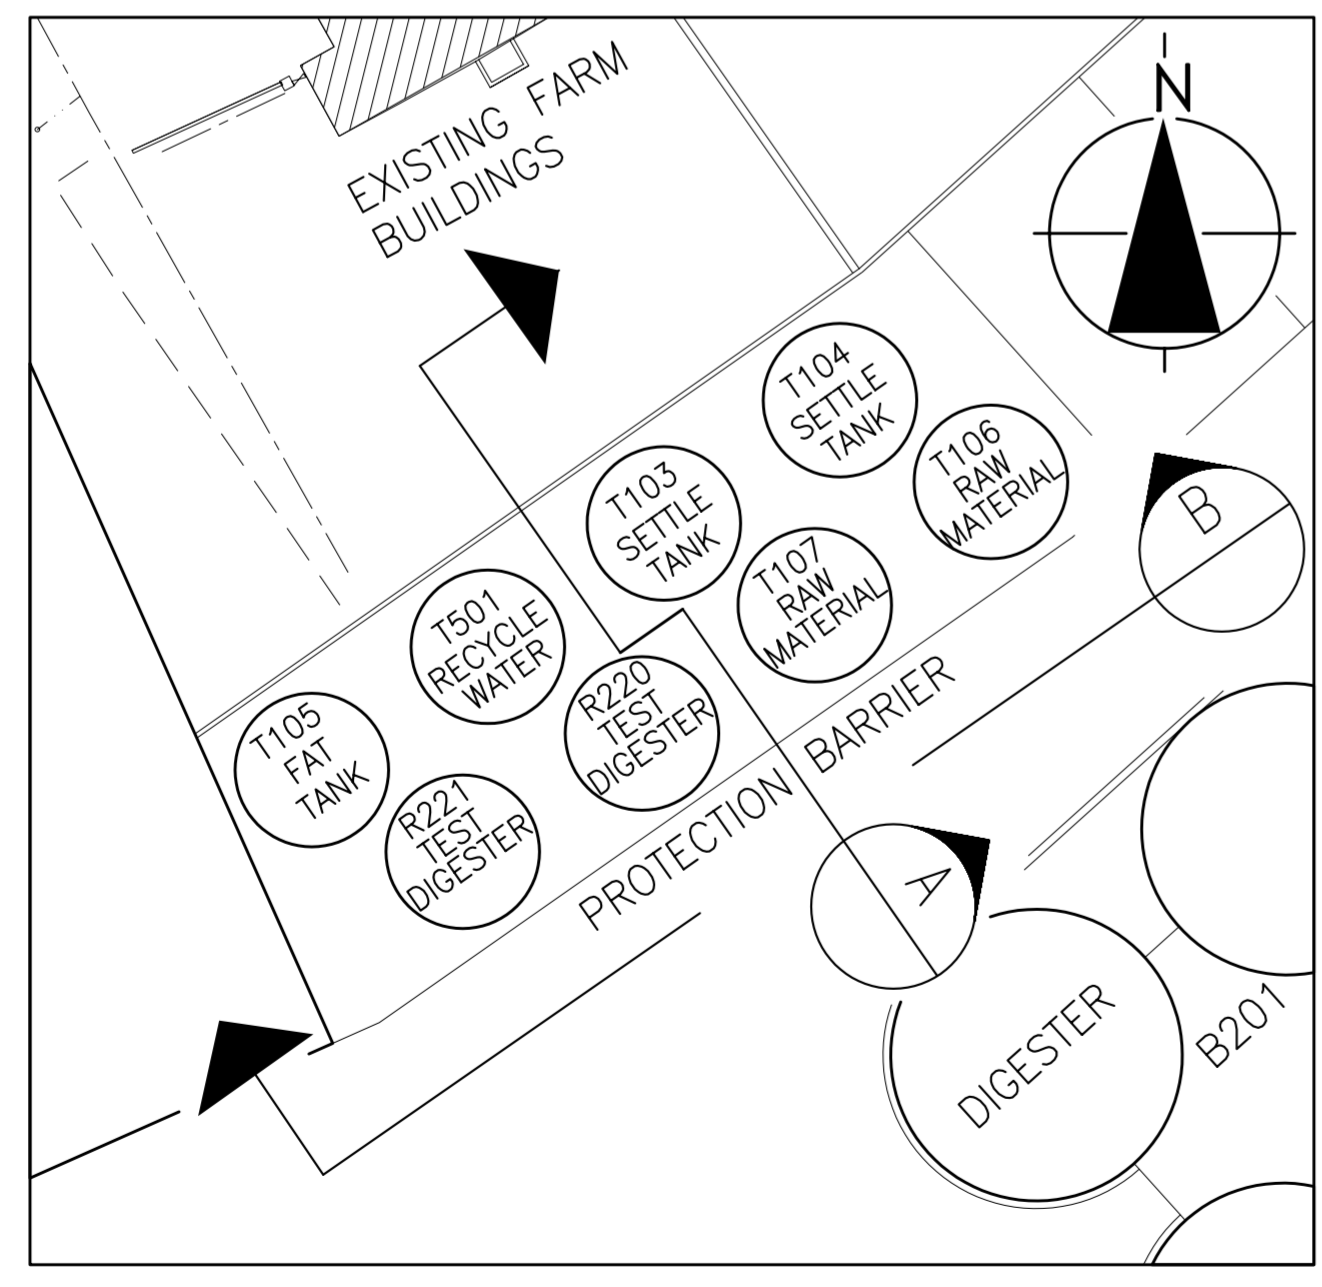 N
EXISTING FARM
BUILDINGS
T104
SETTLE
TANK
T106
RAW
MATERIAL
T103
SETTLE
TANK
T107
RAW
MATERIAL
B
T501
RECYCLE
WATER
R220
TEST
DIGESTER
T105
FAT
TANK
R221
TEST
DIGESTER
PROTECTION BARRIER
A
DIGESTER
B201